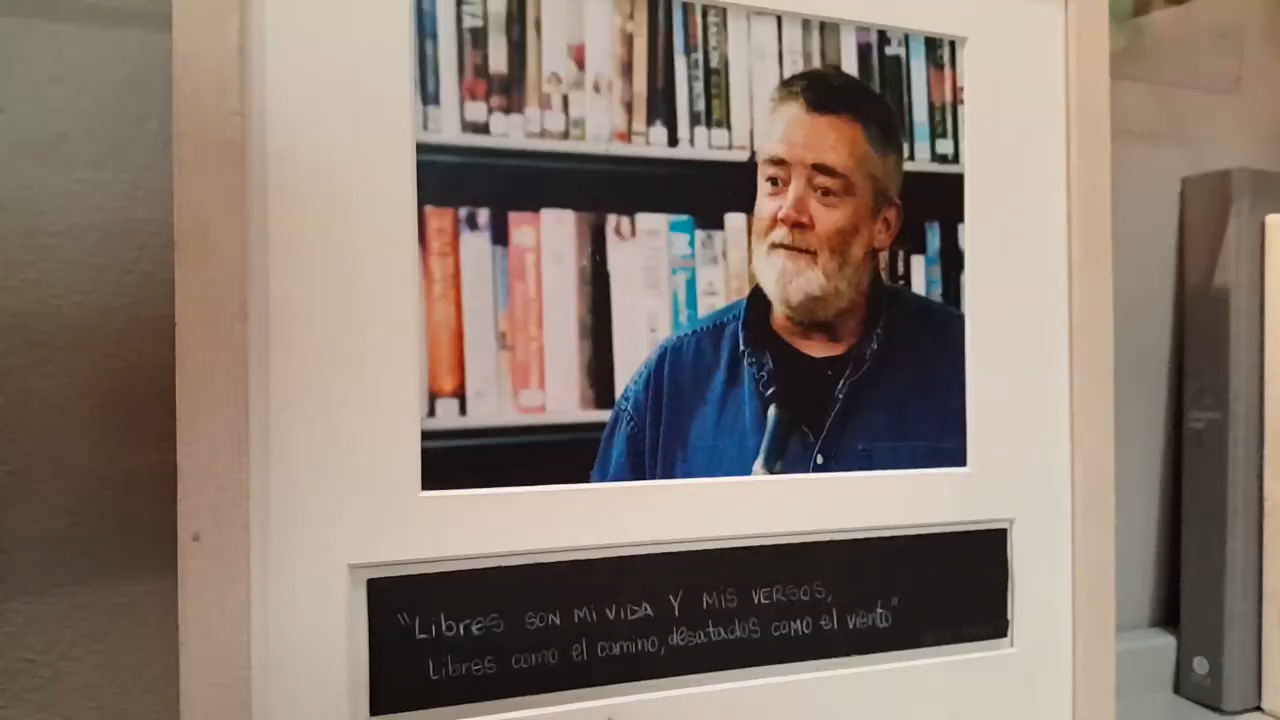 "Libres SON Mi VIDA Y MIS VERSOS,
Libres como el camino, desatados COMO el viento"